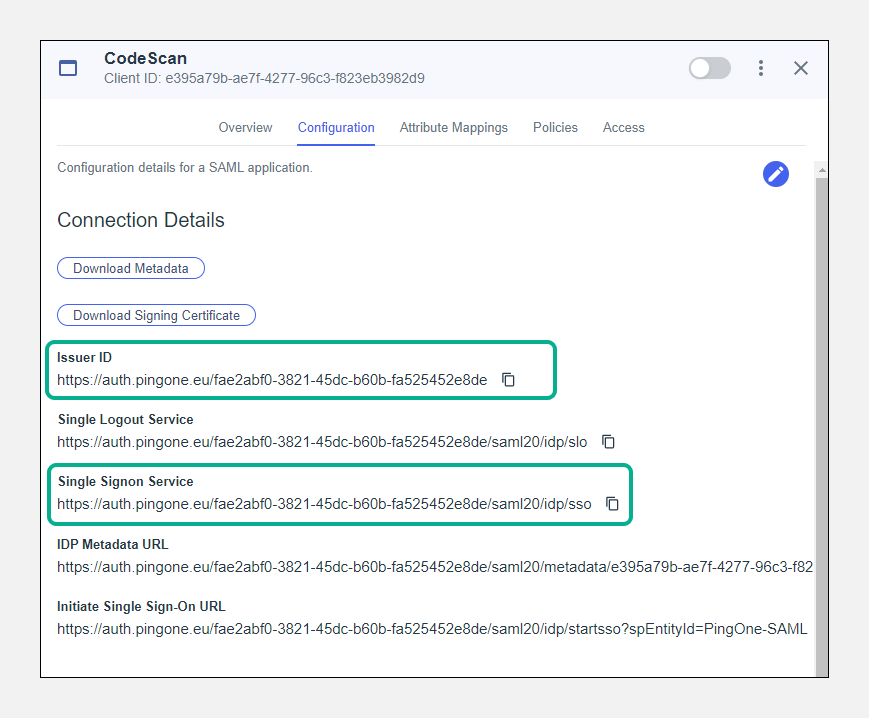 CodeScan
Client ID: e395a79b-ae7f-4277-96c3-f823eb3982d9
Overview Configuration Attribute Mappings Policies Access
Configuration details for a SAML application.
Connection Details
Download Metadata
Download Signing Certificate
Issuer ID
https://auth.pingone.eu/fae2abf0-3821-45dc-b60b-fa525452e8de
Single Logout Service
https://auth.pingone.eu/fae2abf0-3821-45dc-b60b-fa525452e8de/saml20/idp/slo
Single Signon Service
https://auth.pingone.eu/fae2abf0-3821-45dc-b60b-fa525452e8de/saml20/idp/sso
IDP Metadata URL
https://auth.pingone.eu/fae2abf0-3821-45dc-b60b-fa525452e8de/saml20/metadata/e395a79b-ae7f-4277-96c3-f82
Initiate Single Sign-On URL
https://auth.pingone.eu/fae2abf0-3821-45dc-b60b-fa525452e8de/saml20/idp/startsso?spEntityId=PingOne-SAML